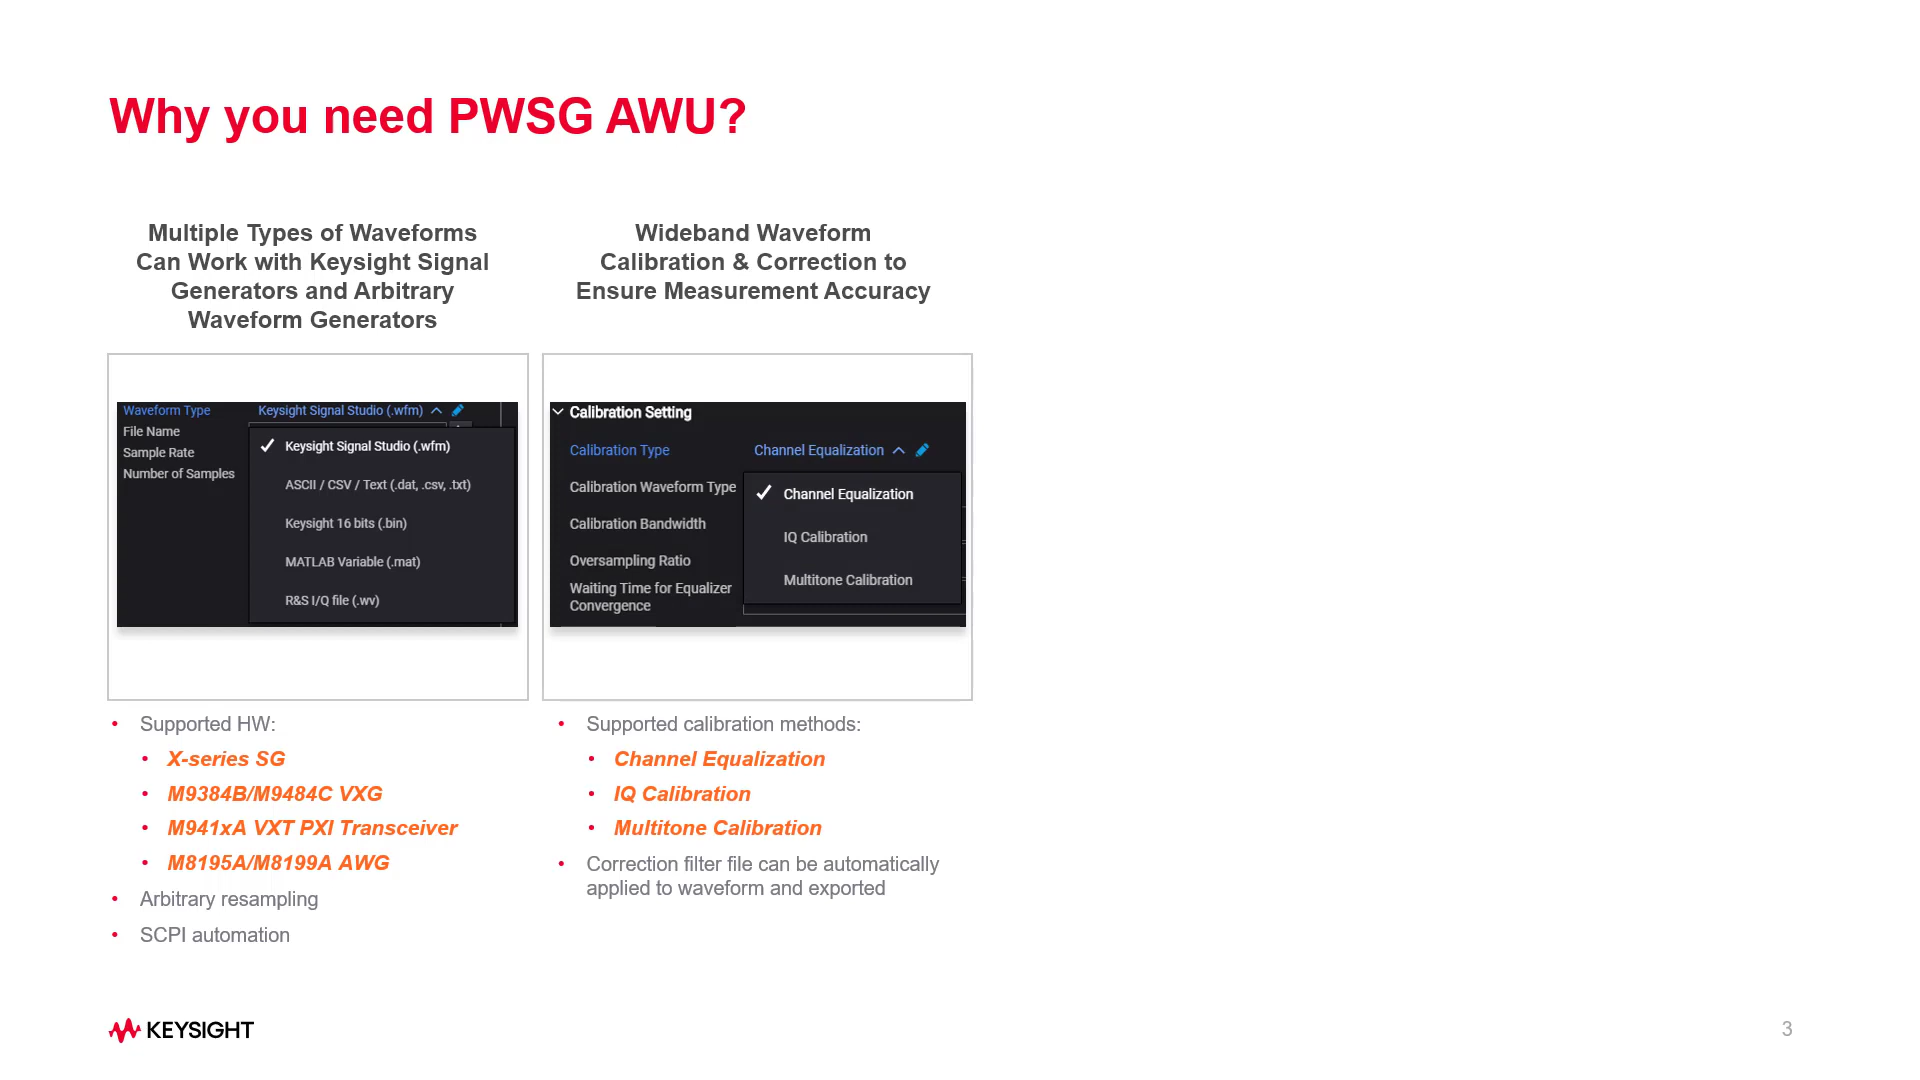 Why you need PWSG AWU?
Multiple Types of Waveforms
Can Work with Keysight Signal
Generators and Arbitrary
Waveform Generators
Waveform Type
Keysight Signal Studio (.wfm)
File Name
Sample Rate
Number of Samples
Keysight Signal Studio (.wfm)
ASCII / CSV / Text (.dat, .csv, .txt)
Keysight 16 bits (.bin)
MATLAB Variable (.mat)
R&S I/Q file (.wv)
• Supported HW:
• X-series SG
• M9384B/M9484C VXG
• M941xA VXT PXI Transceiver
• M8195A/M8199A AWG
• Arbitrary resampling
• SCPI automation
Wideband Waveform
Calibration & Correction to
Ensure Measurement Accuracy
Calibration Setting
Calibration Type
Channel Equalization
Calibration Waveform Type
Calibration Bandwidth
Oversampling Ratio
Waiting Time for Equalizer
Convergence
Channel Equalization
IQ Calibration
Multitone Calibration
• Supported calibration methods:
• Channel Equalization
• IQ Calibration
• Multitone Calibration
• Correction filter file can be automatically
applied to waveform and exported
KEYSIGHT
3